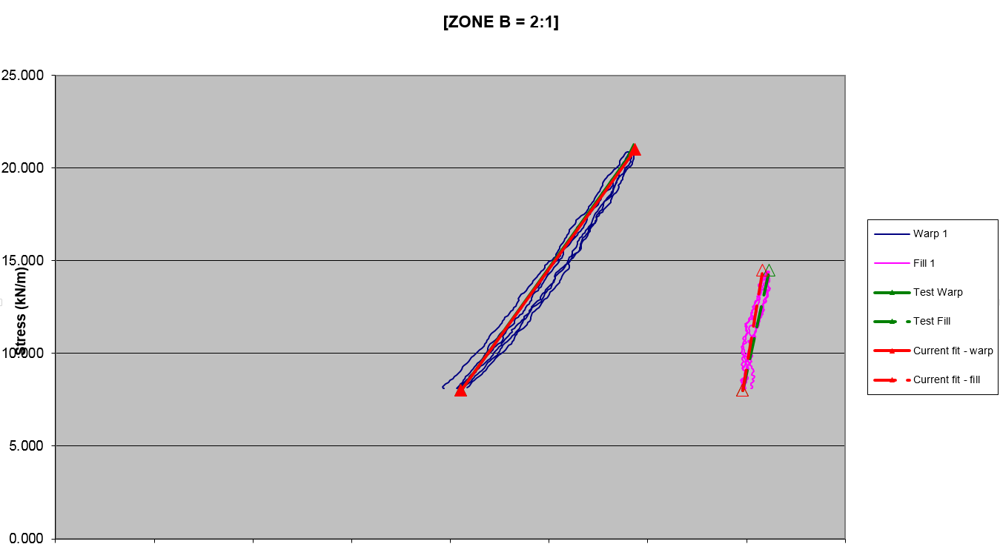 [ZONE B = 2:1]
25.000
20.000
15.000
10.000
5.000
0.000
Stress (kN/m)
Warp 1
Fill 1
Test Warp
Test Fill
Current fit - warp
Current fit - fill